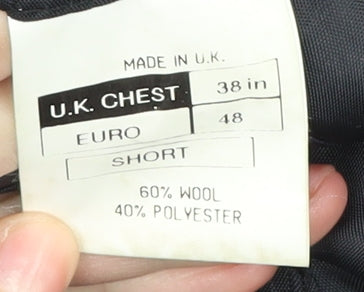 MADE IN U.K.
U.K. CHEST 38 in
EURO 48
SHORT
60% WOOL
40% POLYESTER